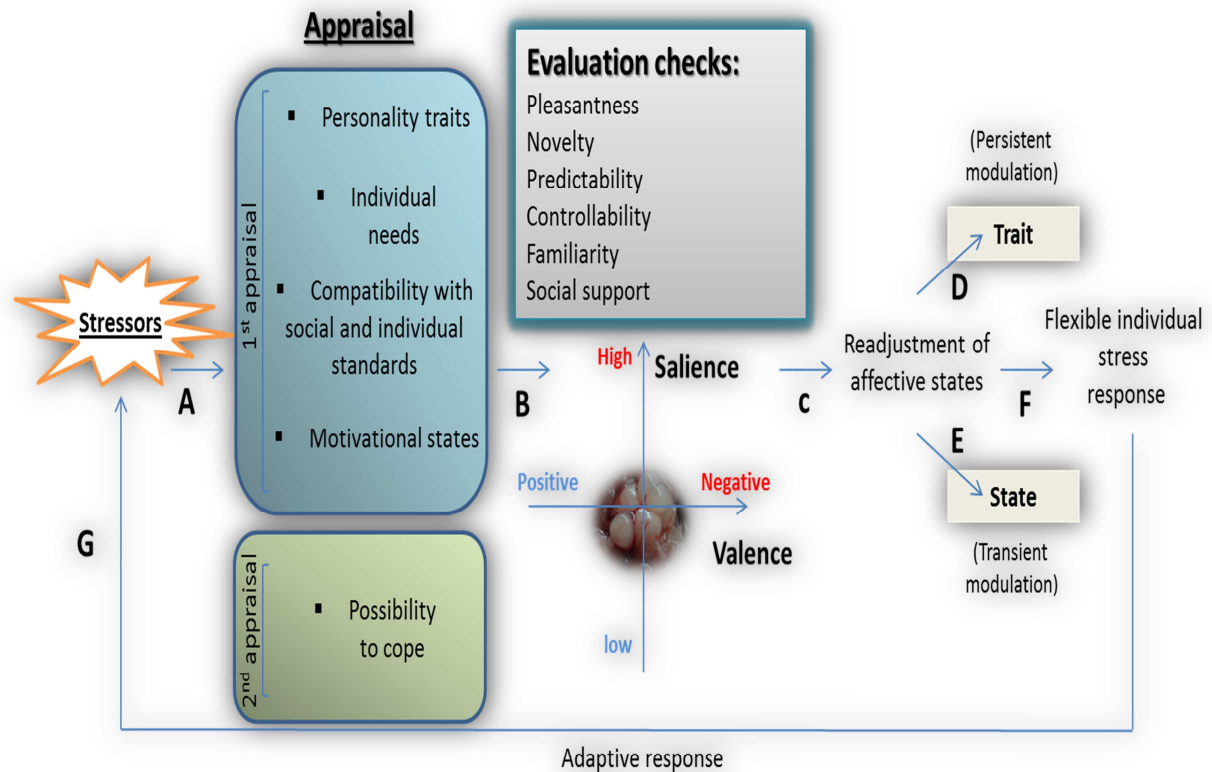 Appraisal
Stressors
A
1st appraisal
▪ Personality traits
▪ Individual
needs
▪ Compatibility with
social and individual
standards
▪ Motivational states
2nd appraisal
▪ Possibility
to cope
B
Evaluation checks:
Pleasantness
Novelty
Predictability
Controllability
Familiarity
Social support
High
Salience
Positive
Negative
Valence
low
c
Readjustment of
affective states
(Persistent
modulation)
Trait
D
E
State
(Transient
modulation)
F
Flexible individual
stress
response
G
Adaptive response